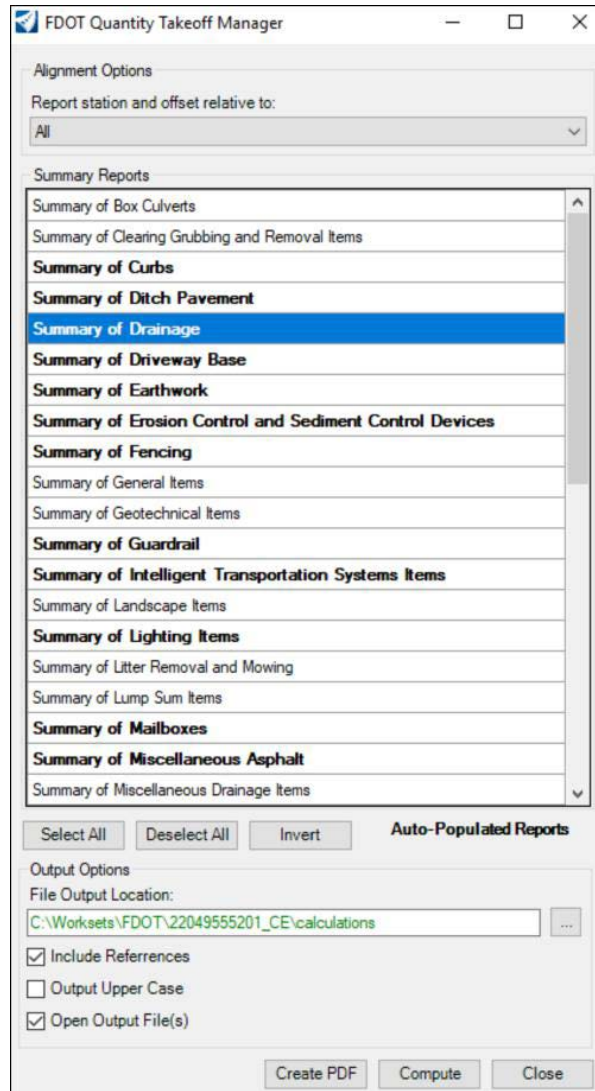 FDOT Quantity Takeoff Manager
Alignment Options
Report station and offset relative to:
All
Summary Reports
Summary of Box Culverts
Summary of Clearing Grubbing and Removal Items
Summary of Curbs
Summary of Ditch Pavement
Summary of Drainage
Summary of Driveway Base
Summary of Earthwork
Summary of Erosion Control and Sediment Control Devices
Summary of Fencing
Summary of General Items
Summary of Geotechnical Items
Summary of Guardrail
Summary of Intelligent Transportation Systems Items
Summary of Landscape Items
Summary of Lighting Items
Summary of Litter Removal and Mowing
Summary of Lump Sum Items
Summary of Mailboxes
Summary of Miscellaneous Asphalt
Summary of Miscellaneous Drainage Items
Select All Deselect All Invert Auto-Populated Reports
Output Options
File Output Location:
C:\Worksets\FDOT\22049555201_CE\calculations ...
Include Referrences
Output Upper Case
Open Output File(s)
Create PDF Compute Close